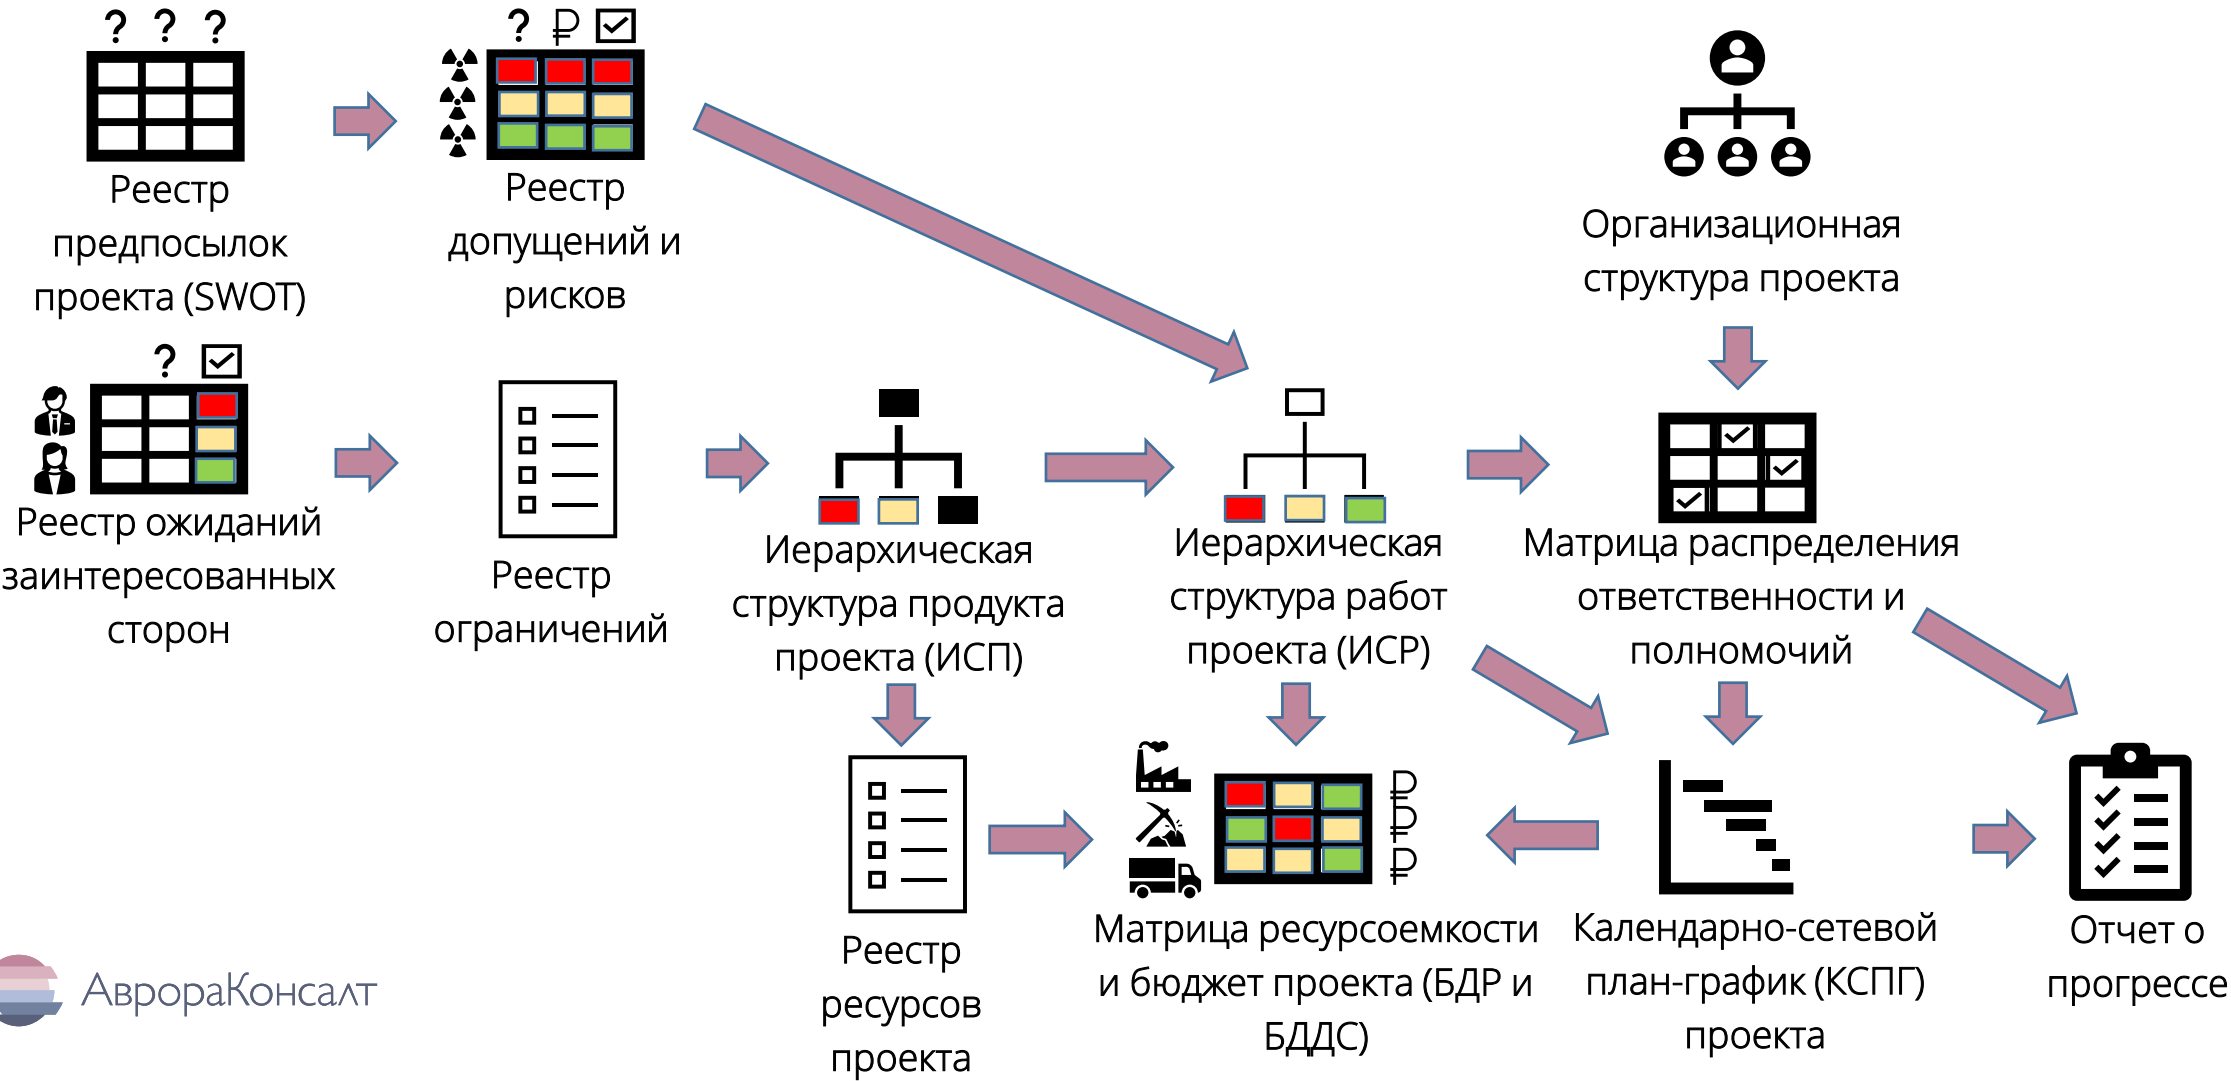 ? ? ?
Реестр
предпосылок
проекта (SWOT)
? ₽
Реестр
допущений и
рисков
Организационная
структура проекта
?
Реестр ожиданий
заинтересованных
сторон
Реестр
ограничений
Иерархическая
структура продукта
проекта (ИСП)
Иерархическая
структура работ
проекта (ИСР)
Матрица распределения
ответственности и
полномочий
Реестр
ресурсов
проекта
₽
₽
₽
Матрица ресурсоемкости
и бюджет проекта (БДР и
БДДС)
Календарно-сетевой
план-график (КСПГ)
проекта
Отчет о
прогрессе
АврораКонсалт